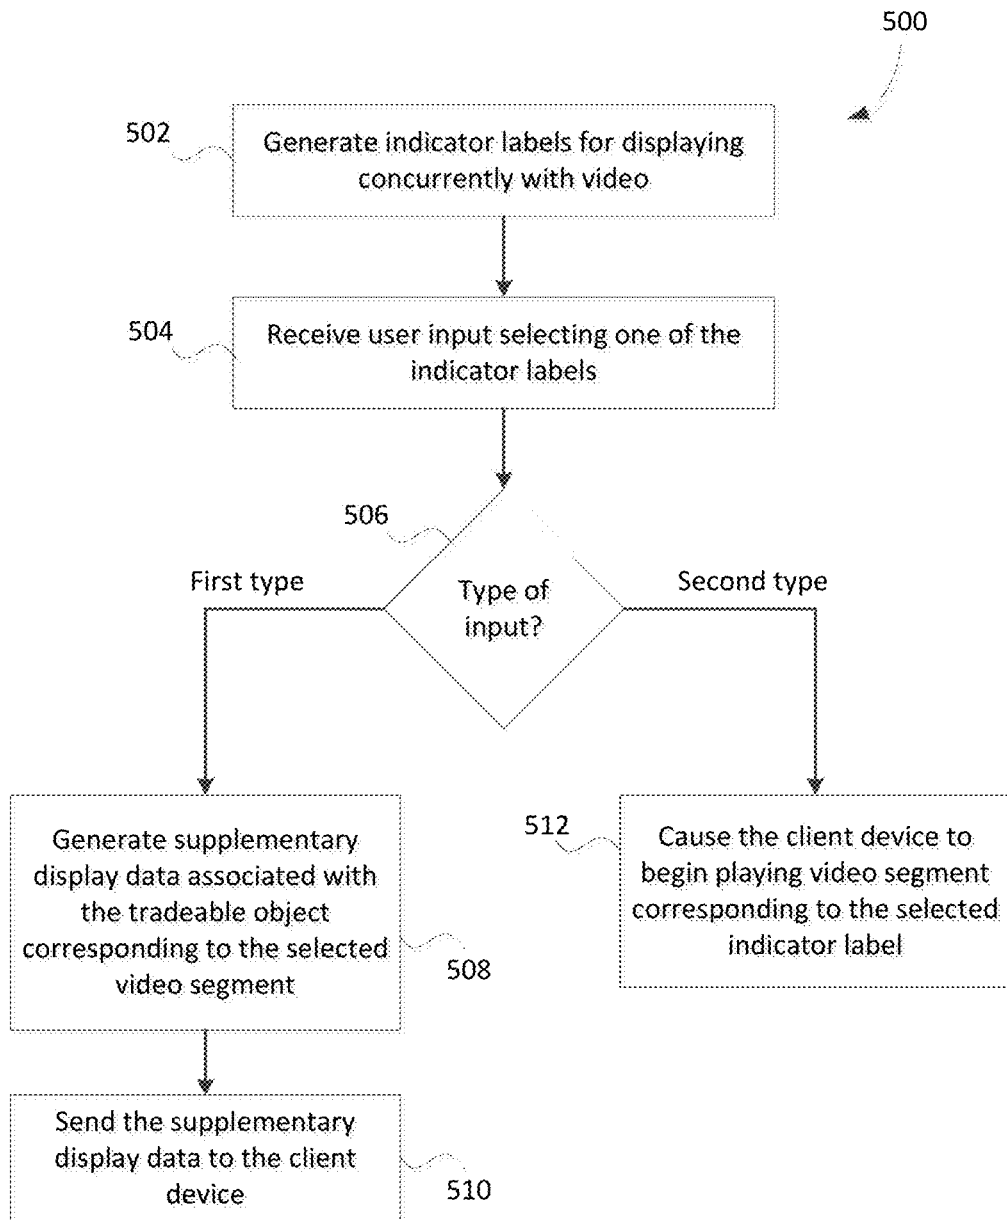 500
502
Generate indicator labels for displaying
concurrently with video
504
Receive user input selecting one of the
indicator labels
506
First type
Type of
input?
Second type
Generate supplementary
display data associated with
the tradeable object
corresponding to the selected
video segment
508
512
Cause the client device to
begin playing video segment
corresponding to the selected
indicator label
Send the supplementary
display data to the client
device
510